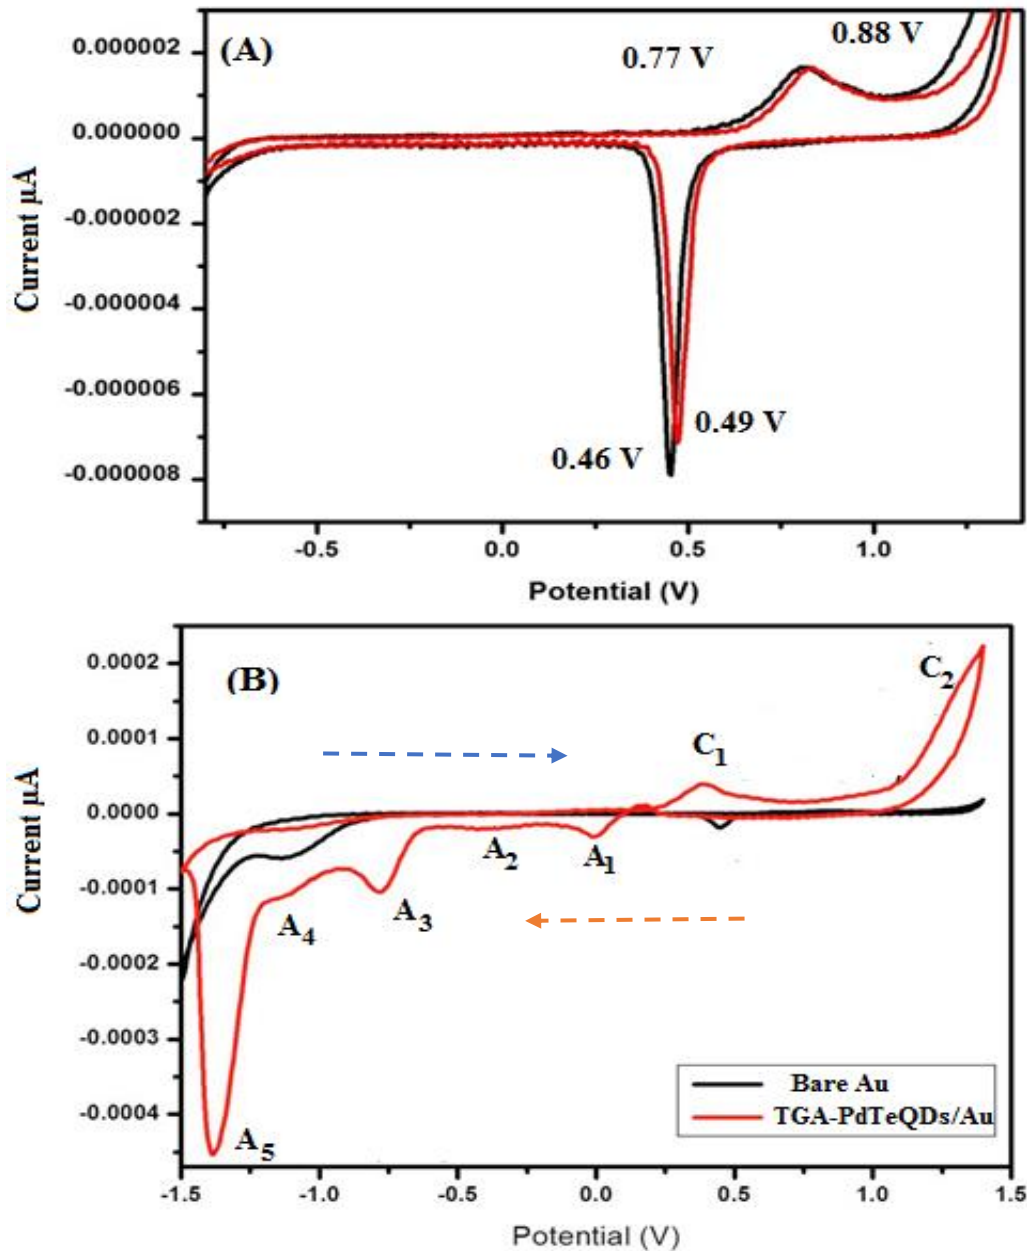 (A)
0.77 V
0.88 V
0.000002
0.000000
-0.000002
-0.000004
-0.000006
-0.000008
Current µA
0.46 V
0.49 V
-0.5
0.0
0.5
1.0
Potential (V)
(B)
C2
C1
0.0002
0.0001
0.0000
-0.0001
-0.0002
-0.0003
-0.0004
Current µA
A2
A1
A3
A4
A5
Bare Au
TGA-PdTeQDs/Au
-1.5
-1.0
-0.5
0.0
0.5
1.0
1.5
Potential (V)